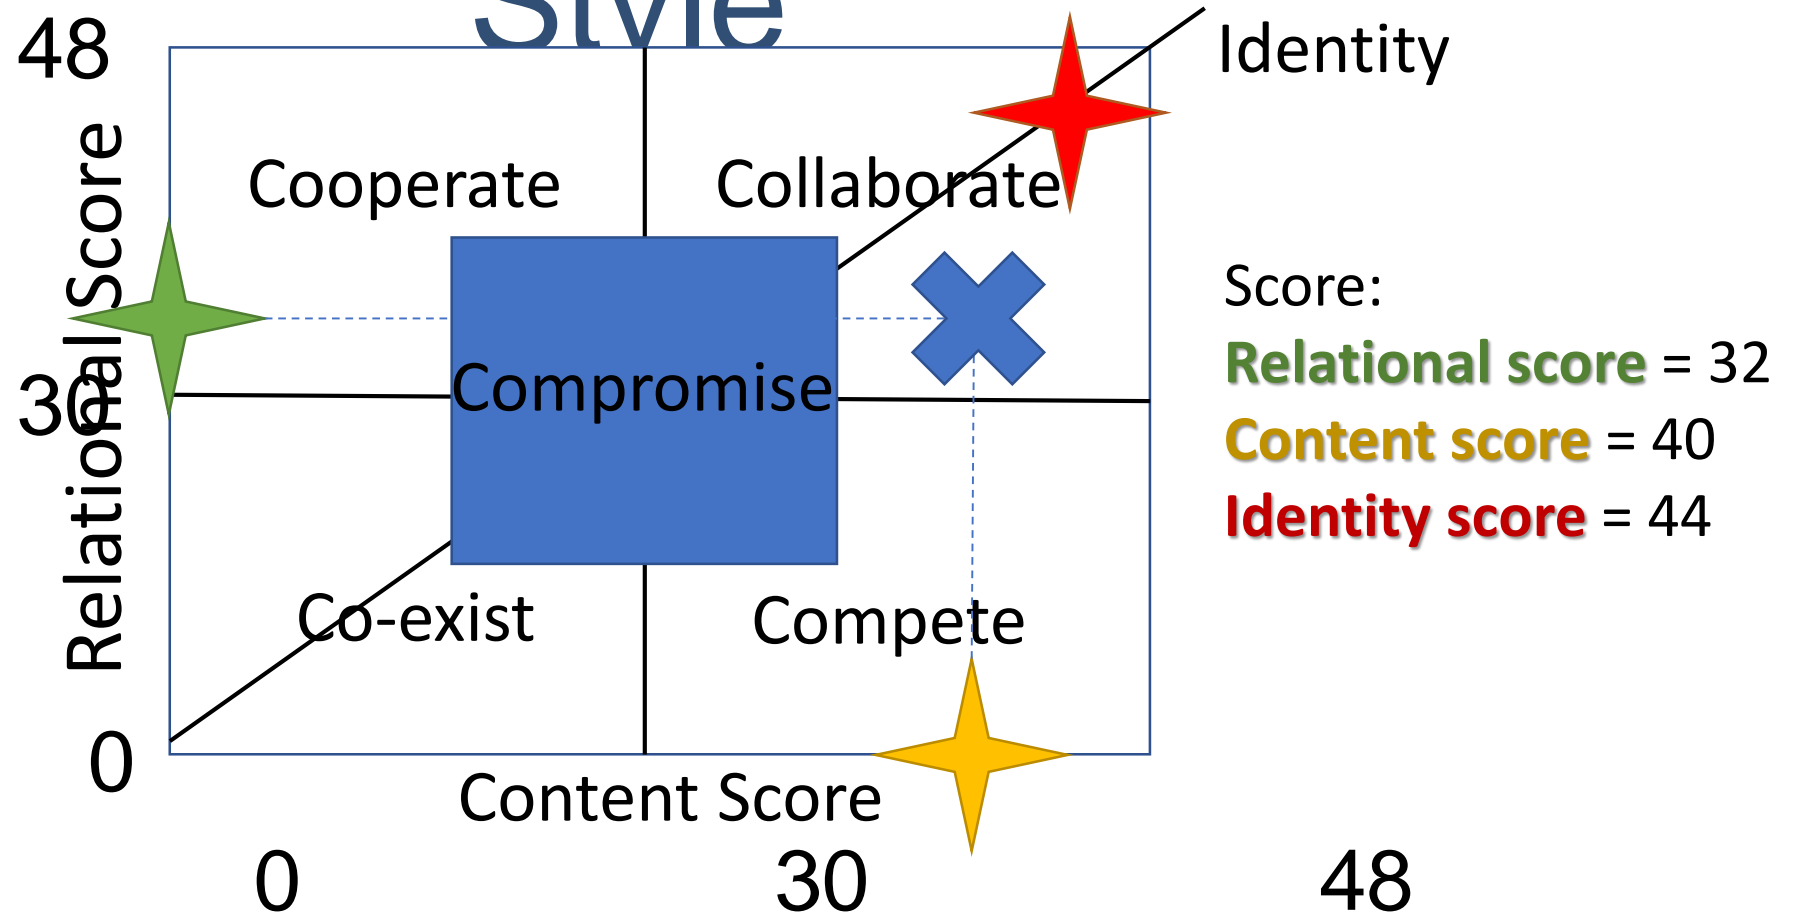 Style
48
Identity
Cooperate
Collaborate
Relational Score
Score:
Relational score = 32
30
Compromise
Content score = 40
Identity score = 44
Co-exist
Compete
0
Content Score
0
30
48